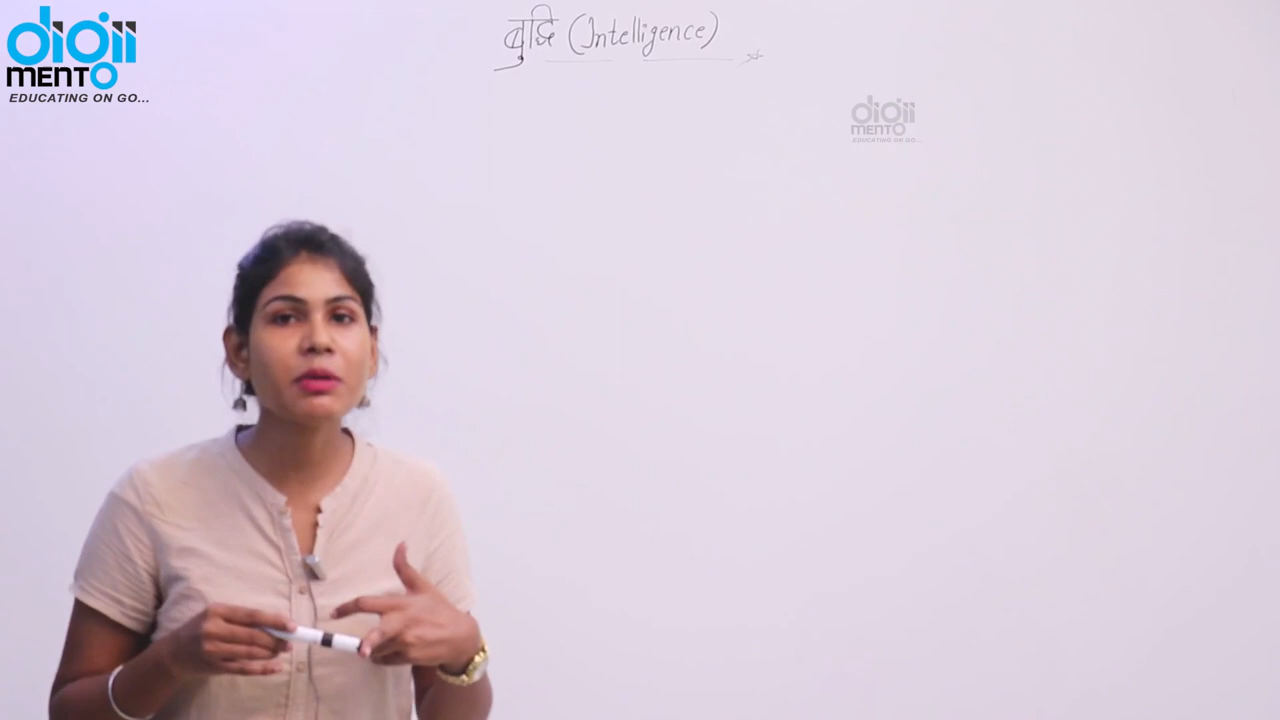 digii
MENTO
EDUCATING ON GO...
बुद्धि (Intelligence)
digii
MENTO
EDUCATING ON GO...